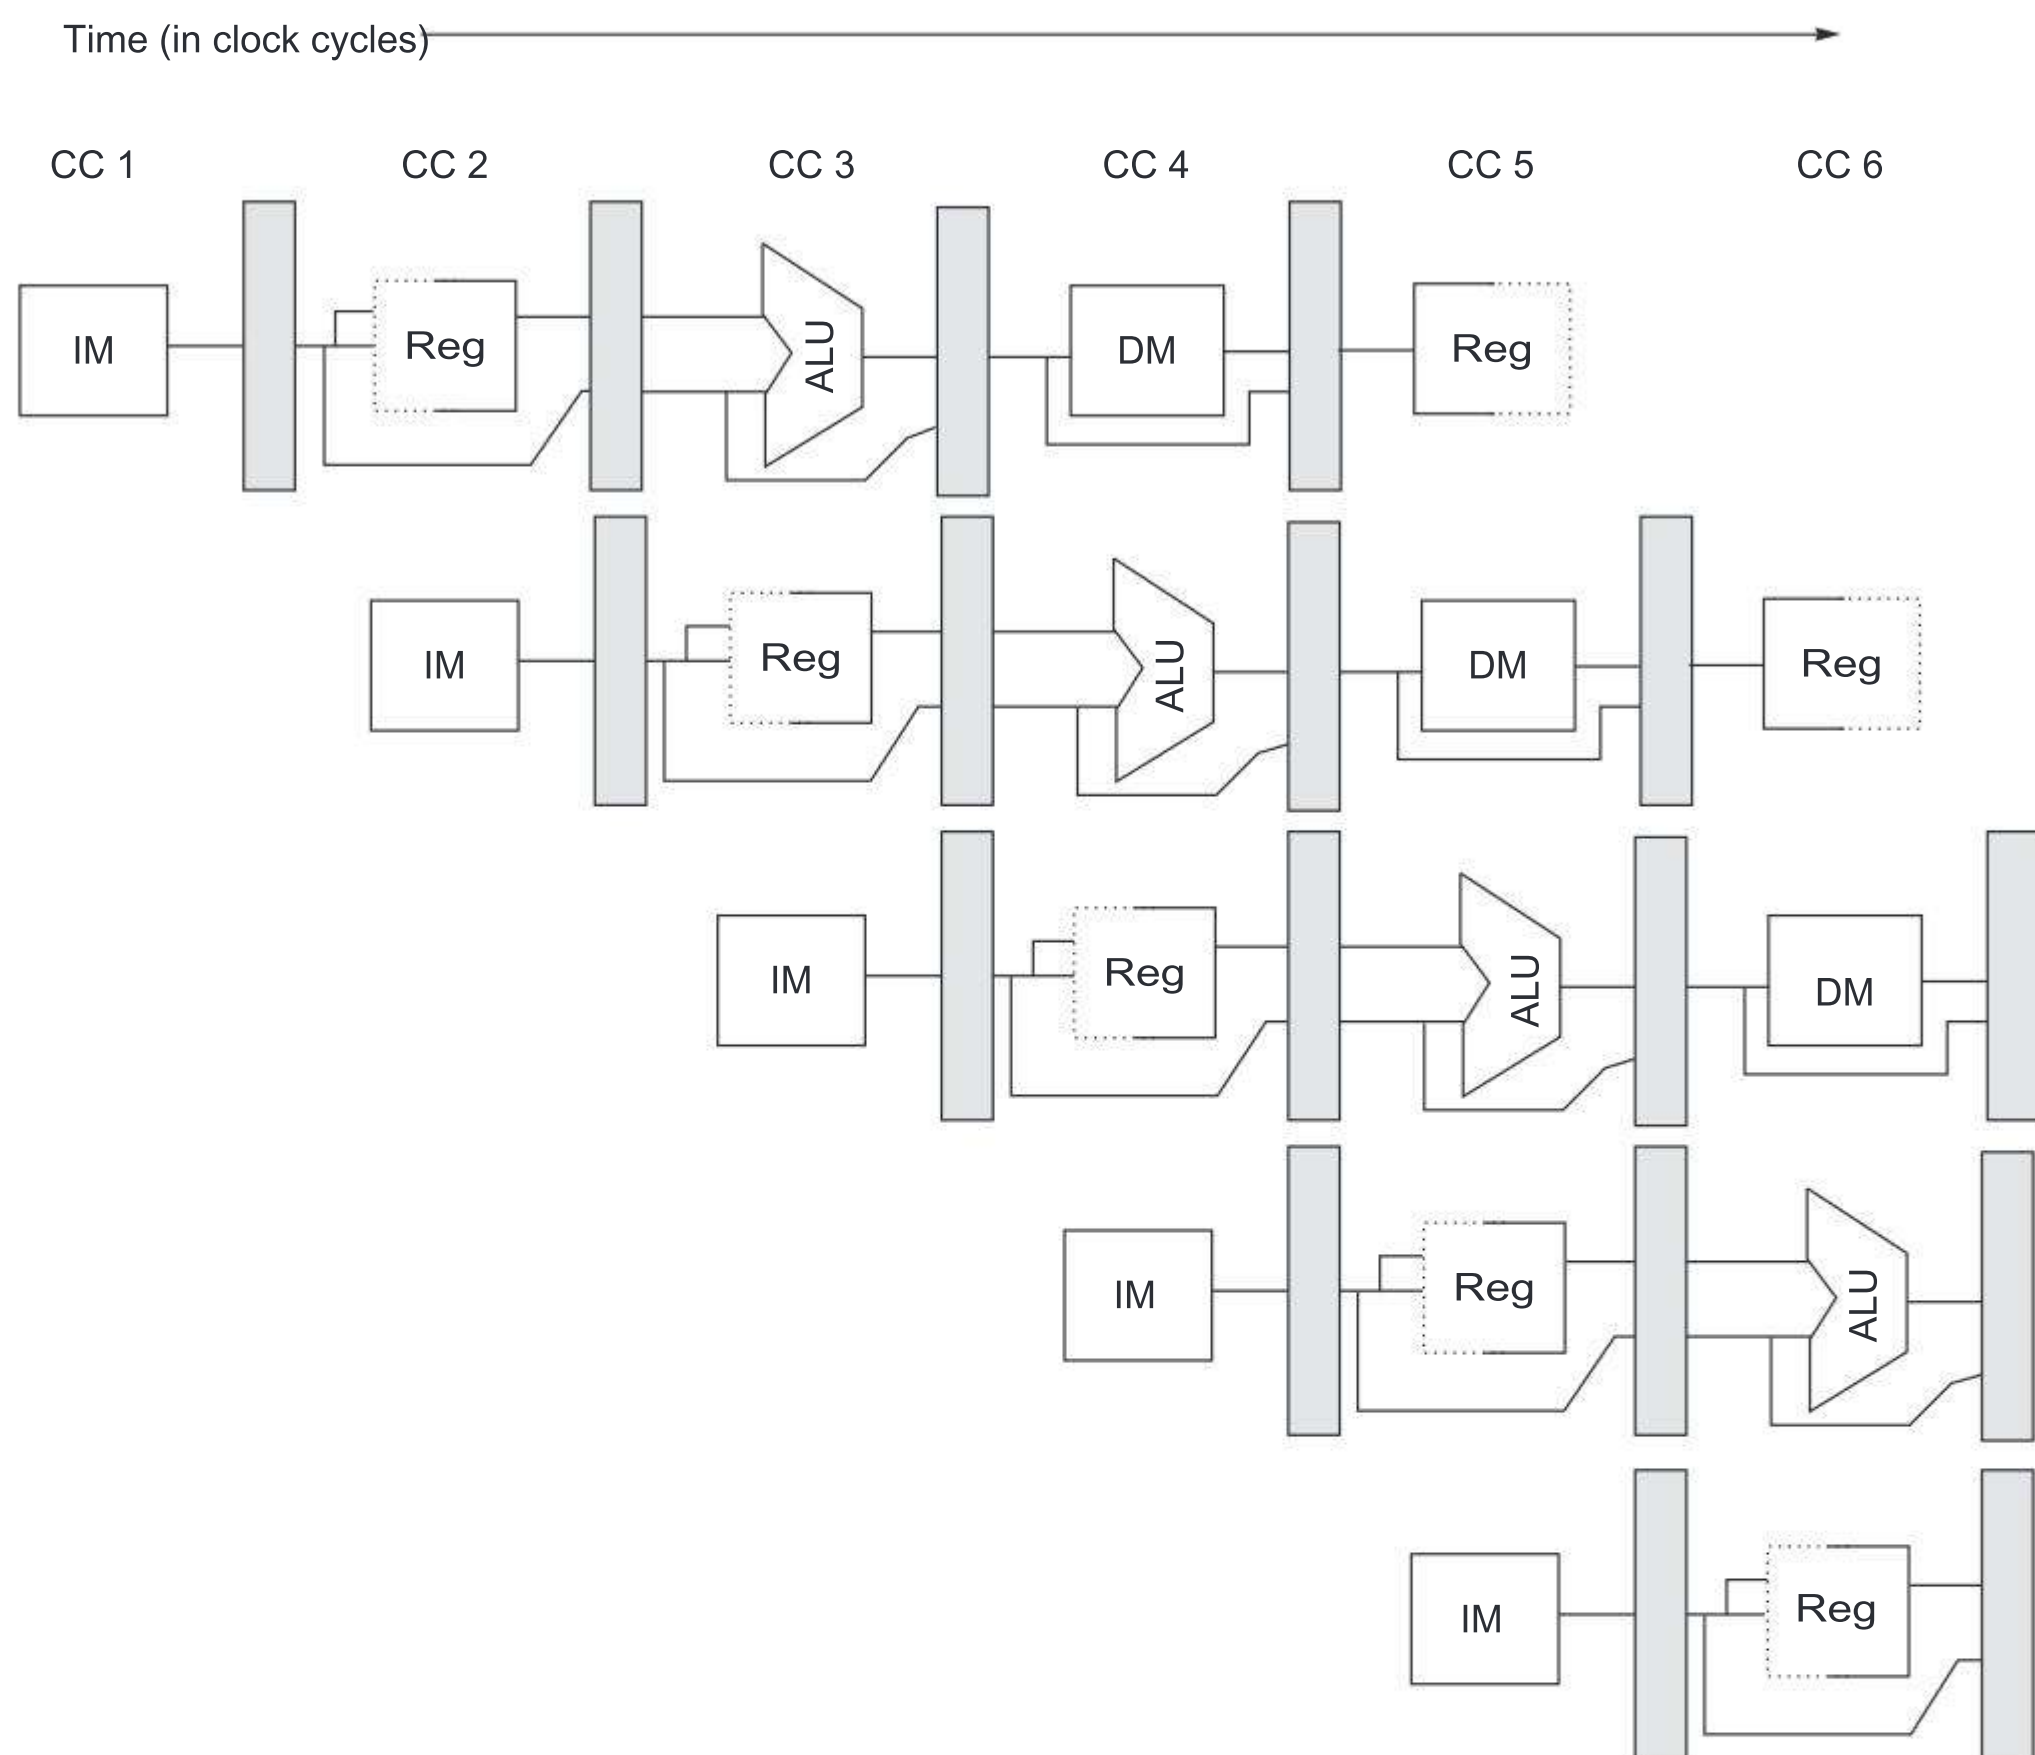 Time (in clock cycles)
CC 1 CC 2 CC 3 CC 4 CC 5 CC 6
IM Reg ALU DM Reg
IM Reg ALU DM Reg
IM Reg ALU DM
IM Reg ALU
IM Reg